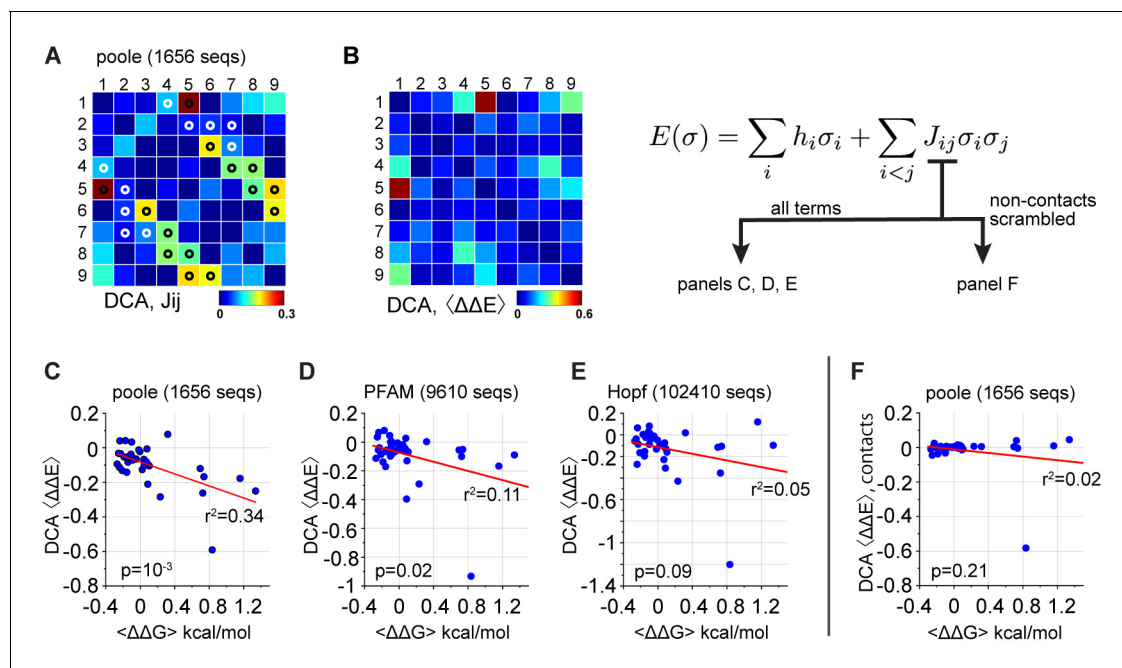 A
poole (1656 seqs)
1 2 3 4 5 6 7 8 9
1
2
3
4
5
6
7
8
9
DCA, Jij
0 0.3
B
1 2 3 4 5 6 7 8 9
1
2
3
4
5
6
7
8
9
DCA, ⟨ΔΔE⟩
0 0.6
E(σ) = ∑ᵢ hᵢσᵢ + ∑ᵢ<ⱼ Jᵢⱼσᵢσⱼ
all terms
non-contacts
scrambled
panels C, D, E
panel F
C
poole (1656 seqs)
DCA ⟨ΔΔE⟩
0.2
0
-0.2
-0.4
-0.6
-0.8
r²=0.34
p=10⁻³
-0.4 0 0.4 0.8 1.2
<ΔΔG> kcal/mol
D
PFAM (9610 seqs)
DCA ⟨ΔΔE⟩
0.2
0
-0.2
-0.4
-0.6
-0.8
-1
r²=0.11
p=0.02
-0.4 0 0.4 0.8 1.2
<ΔΔG> kcal/mol
E
Hopf (102410 seqs)
DCA ⟨ΔΔE⟩
0.2
0
-0.2
-0.6
-1
-1.4
r²=0.05
p=0.09
-0.4 0 0.4 0.8 1.2
<ΔΔG> kcal/mol
F
poole (1656 seqs)
DCA ⟨ΔΔE⟩, contacts
0.2
0
-0.2
-0.4
-0.6
-0.8
r²=0.02
p=0.21
-0.4 0 0.4 0.8 1.2
<ΔΔG> kcal/mol